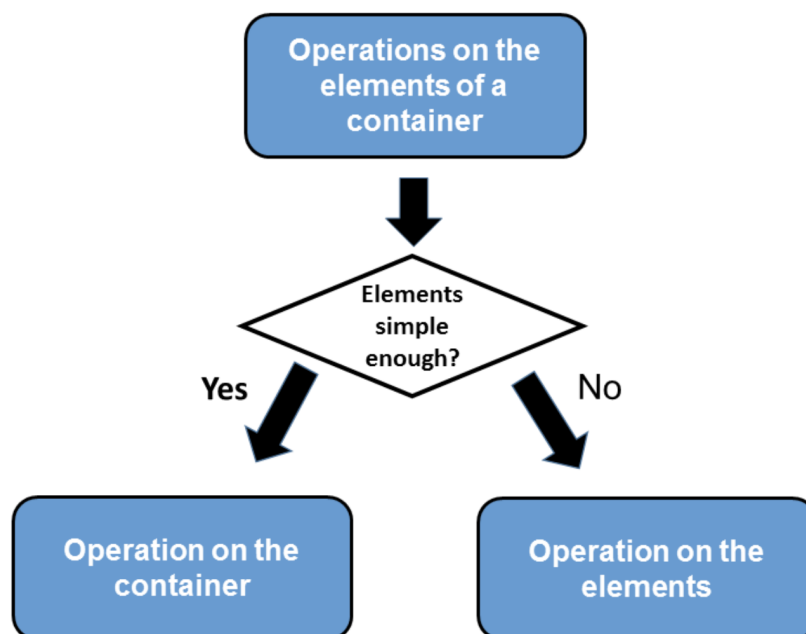 Operations on the
elements of a
container
Elements
simple
enough?
Yes
No
Operation on the
container
Operation on the
elements